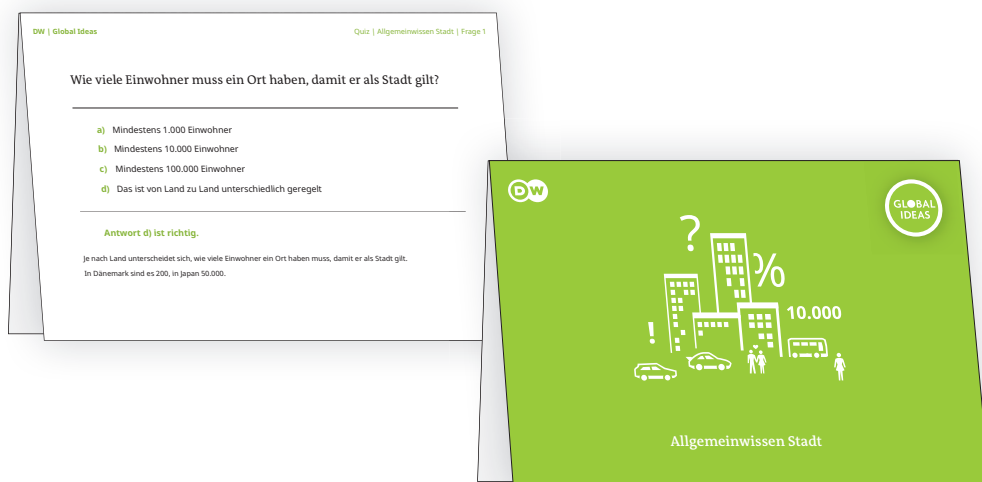 DW | Global Ideas
Quiz | Allgemeinwissen Stadt | Frage 1
Wie viele Einwohner muss ein Ort haben, damit er als Stadt gilt?
a) Mindestens 1.000 Einwohner
b) Mindestens 10.000 Einwohner
c) Mindestens 100.000 Einwohner
d) Das ist von Land zu Land unterschiedlich geregelt
Antwort d) ist richtig.
Je nach Land unterscheidet sich, wie viele Einwohner ein Ort haben muss, damit er als Stadt gilt.
In Dänemark sind es 200, in Japan 50.000.
DW
GLOBAL
IDEAS
?
%
10.000
!
Allgemeinwissen Stadt